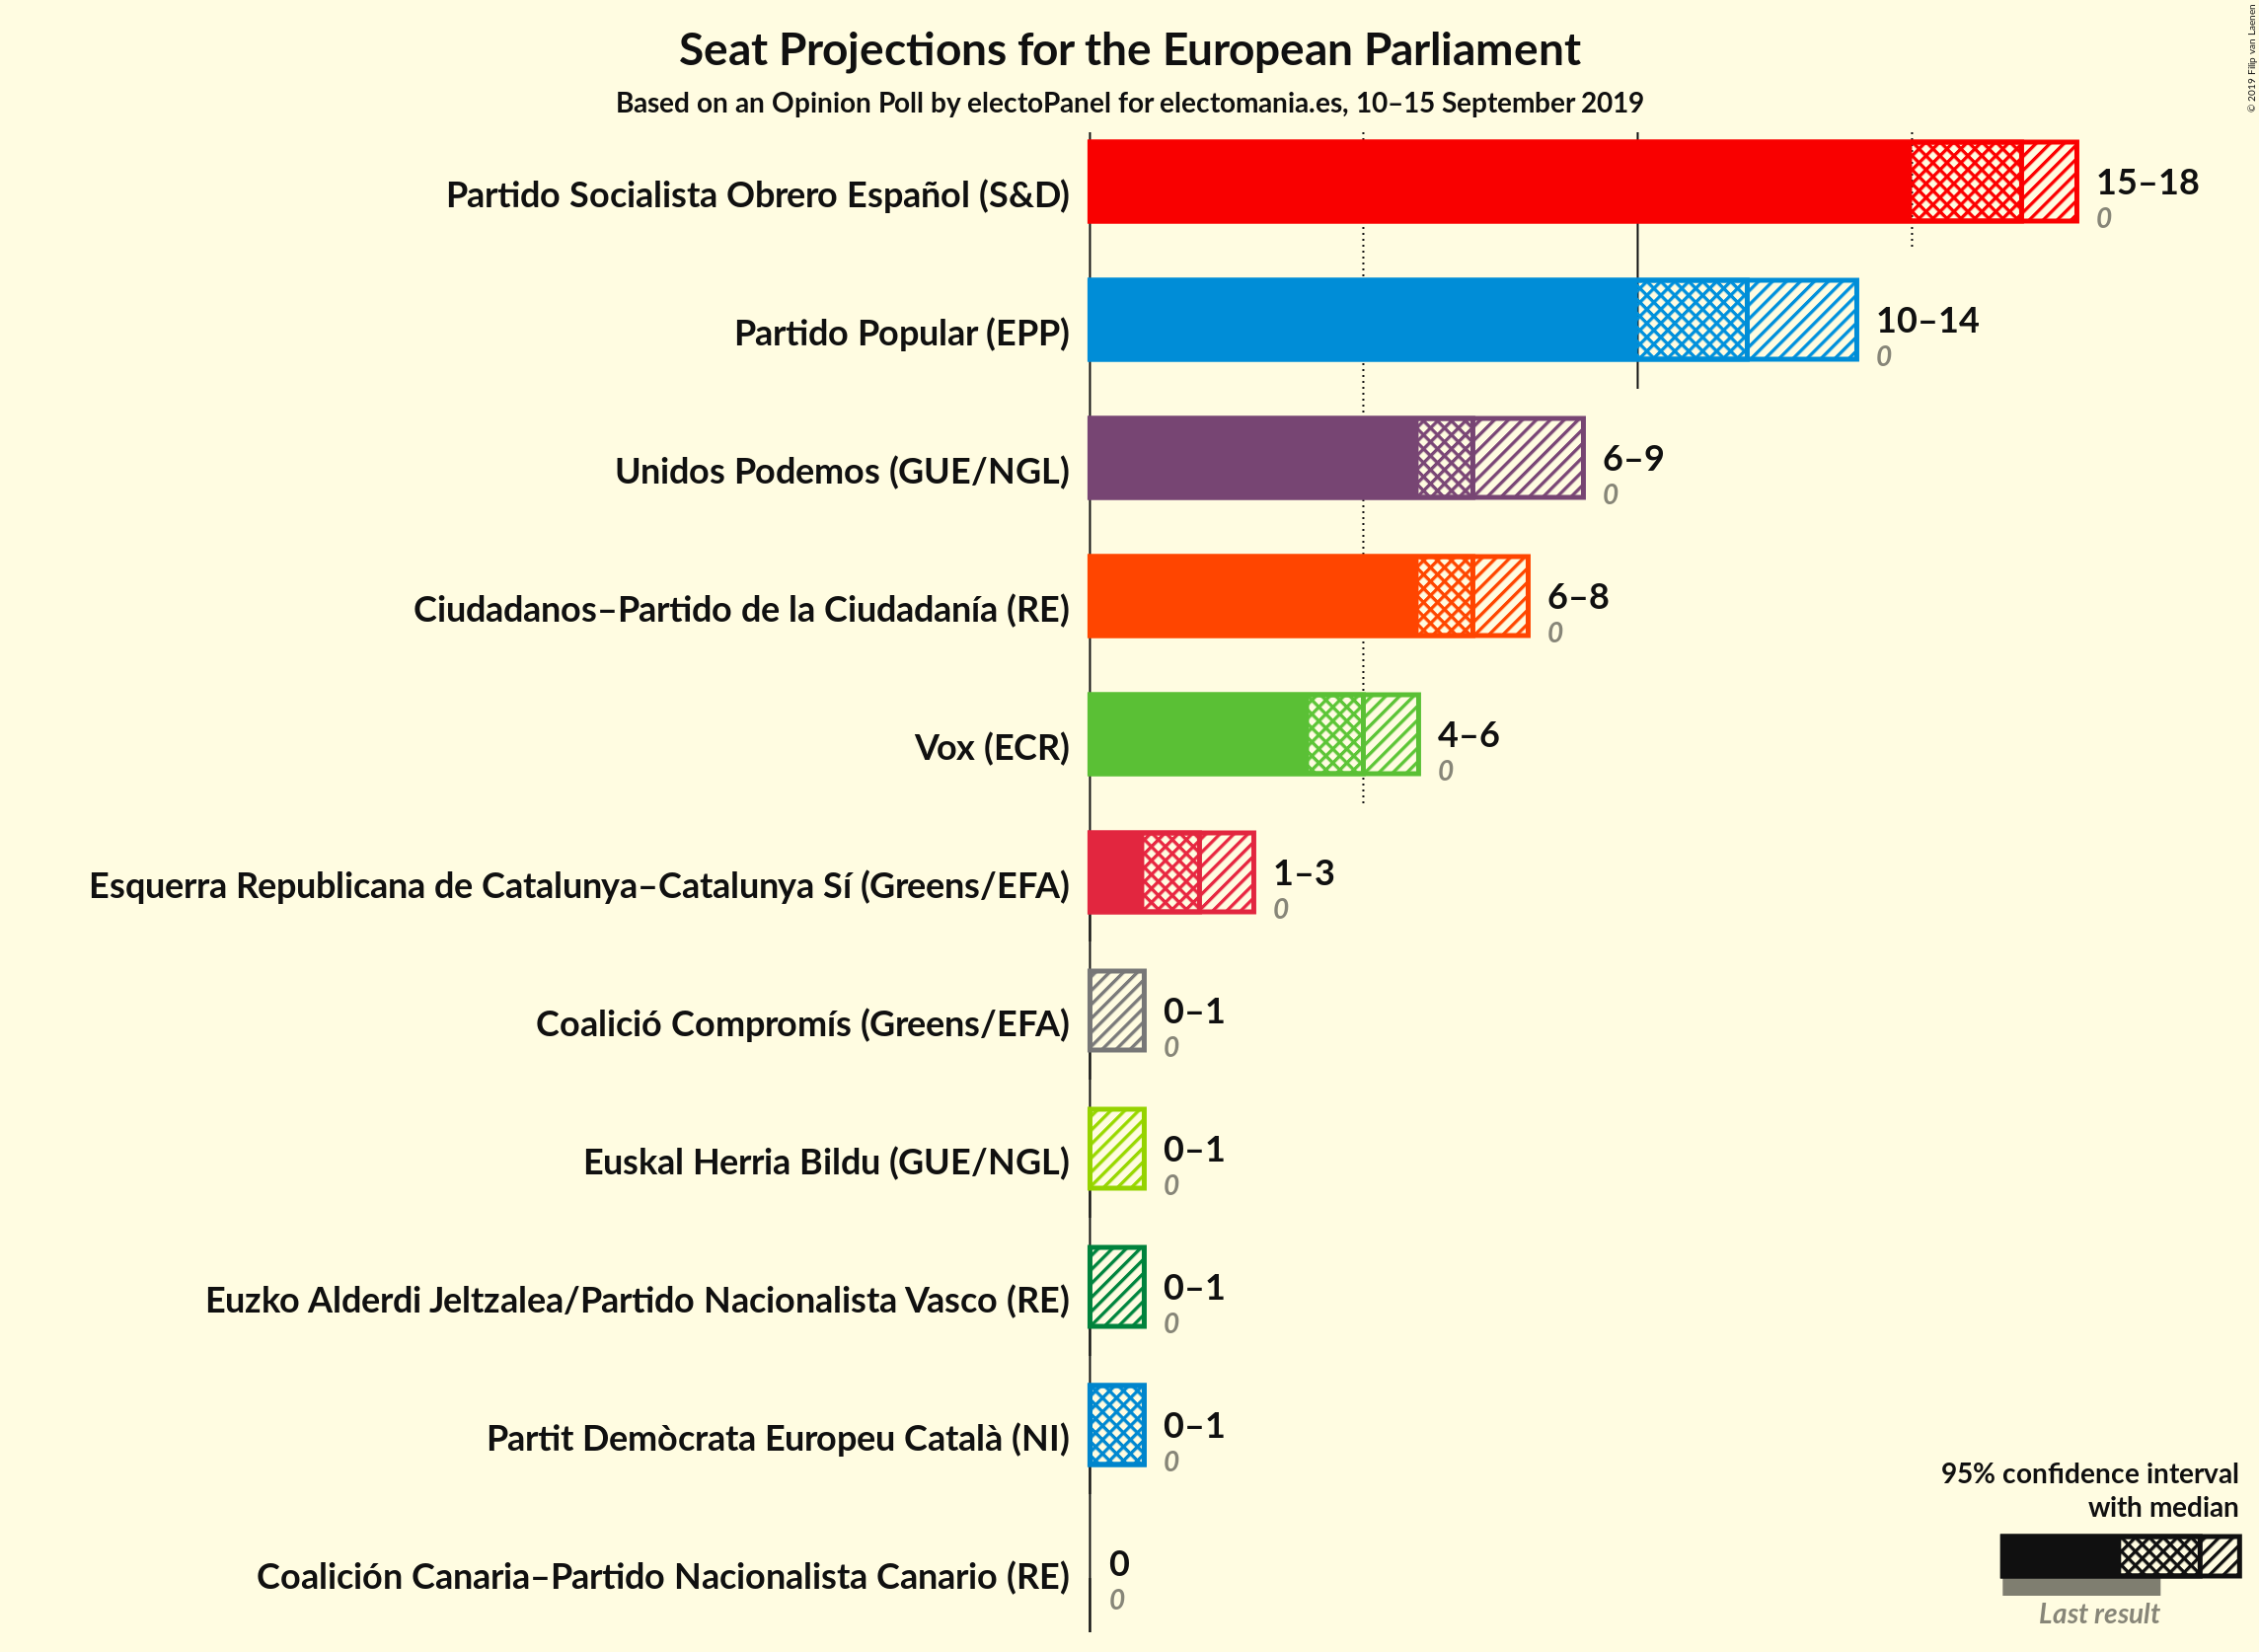 Seat Projections for the European Parliament
Based on an Opinion Poll by electoPanel for electomania.es, 10–15 September 2019
© 2019 Filip van Laenen
Partido Socialista Obrero Español (S&D)
15–18
0
Partido Popular (EPP)
10–14
0
Unidos Podemos (GUE/NGL)
6–9
0
Ciudadanos–Partido de la Ciudadanía (RE)
6–8
0
Vox (ECR)
4–6
0
Esquerra Republicana de Catalunya–Catalunya Sí (Greens/EFA)
1–3
0
Coalició Compromís (Greens/EFA)
0–1
0
Euskal Herria Bildu (GUE/NGL)
0–1
0
Euzko Alderdi Jeltzalea/Partido Nacionalista Vasco (RE)
0–1
0
Partit Demòcrata Europeu Català (NI)
0–1
0
Coalición Canaria–Partido Nacionalista Canario (RE)
0
0
95% confidence interval
with median
Last result